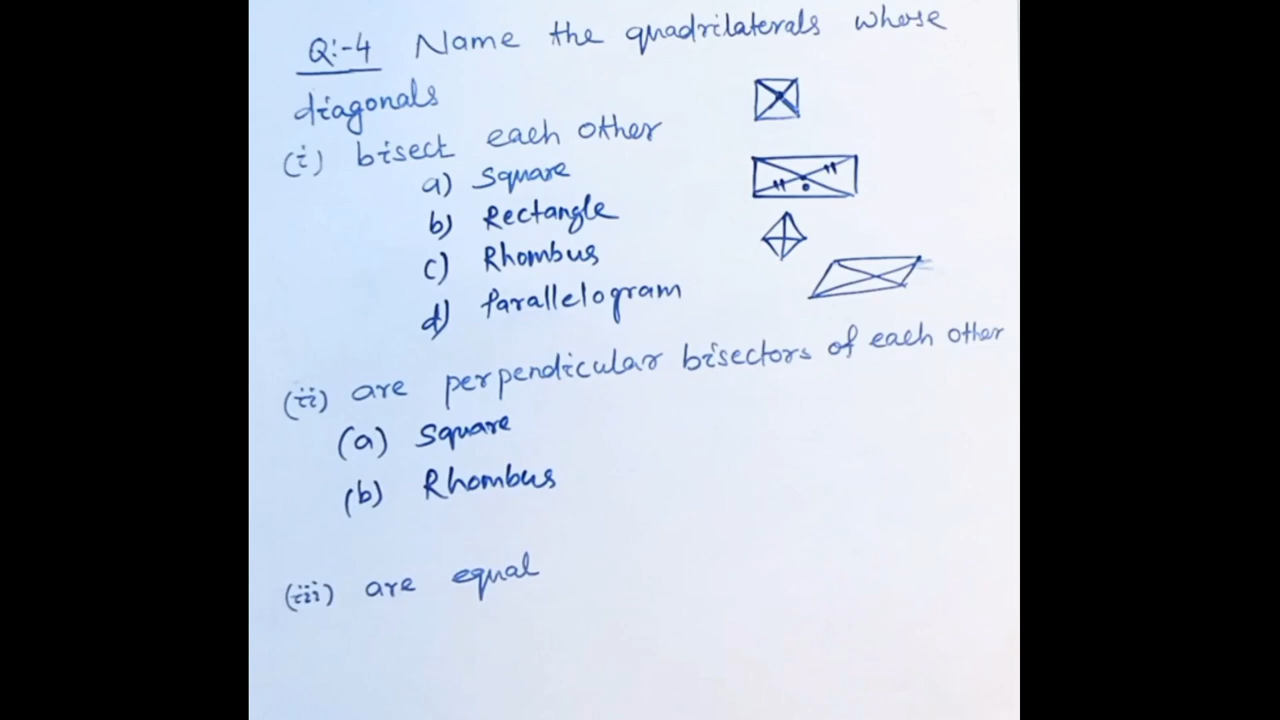 Q:-4 Name the quadrilaterals whose
diagonals
(i) bisect each other
a) Square
b) Rectangle
c) Rhombus
d) Parallelogram
(ii) are perpendicular bisectors of each other
(a) Square
(b) Rhombus
(iii) are equal